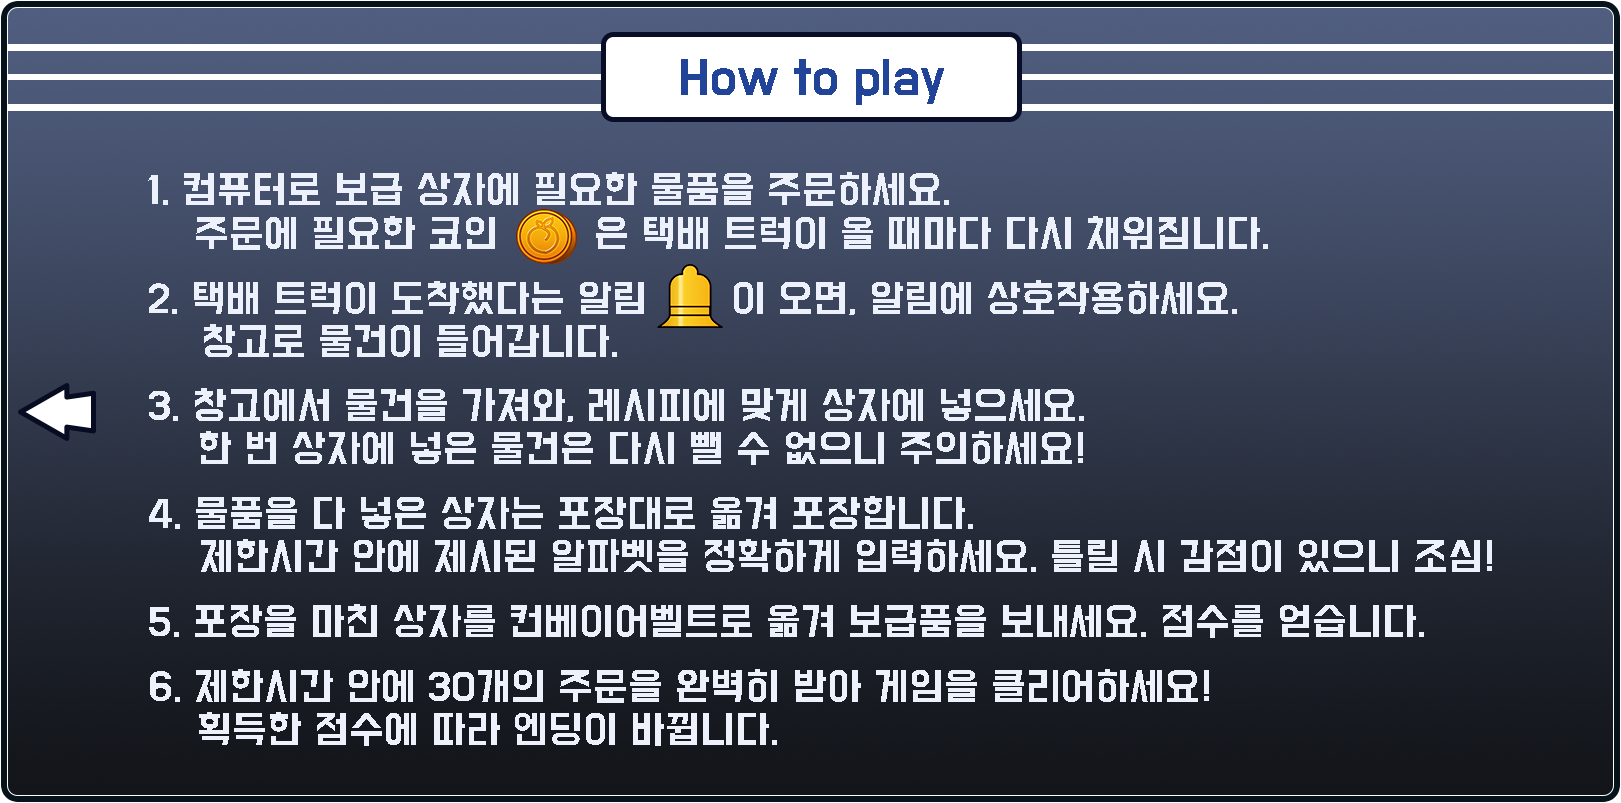 How to play
1. 컴퓨터로 보급 상자에 필요한 물품을 주문하세요.
주문에 필요한 코인 은 택배 트럭이 올 때마다 다시 채워집니다.
2. 택배 트럭이 도착했다는 알림 이 오면, 알림에 상호작용하세요.
창고로 물건이 들어갑니다.
3. 창고에서 물건을 가져와, 레시피에 맞게 상자에 넣으세요.
한 번 상자에 넣은 물건은 다시 뺄 수 없으니 주의하세요!
4. 물품을 다 넣은 상자는 포장대로 옮겨 포장합니다.
제한시간 안에 제시된 알파벳을 정확하게 입력하세요. 틀릴 시 감점이 있으니 조심!
5. 포장을 마친 상자를 컨베이어벨트로 옮겨 보급품을 보내세요. 점수를 얻습니다.
6. 제한시간 안에 30개의 주문을 완벽히 받아 게임을 클리어하세요!
획득한 점수에 따라 엔딩이 바뀝니다.